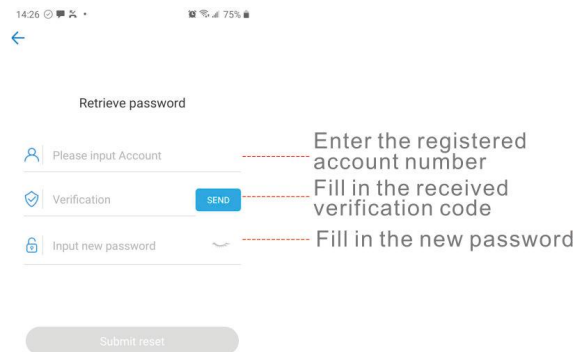 14:26 75%
Retrieve password
Please input Account
Enter the registered
account number
Verification SEND
Fill in the received
verification code
Input new password
Fill in the new password
Submit reset